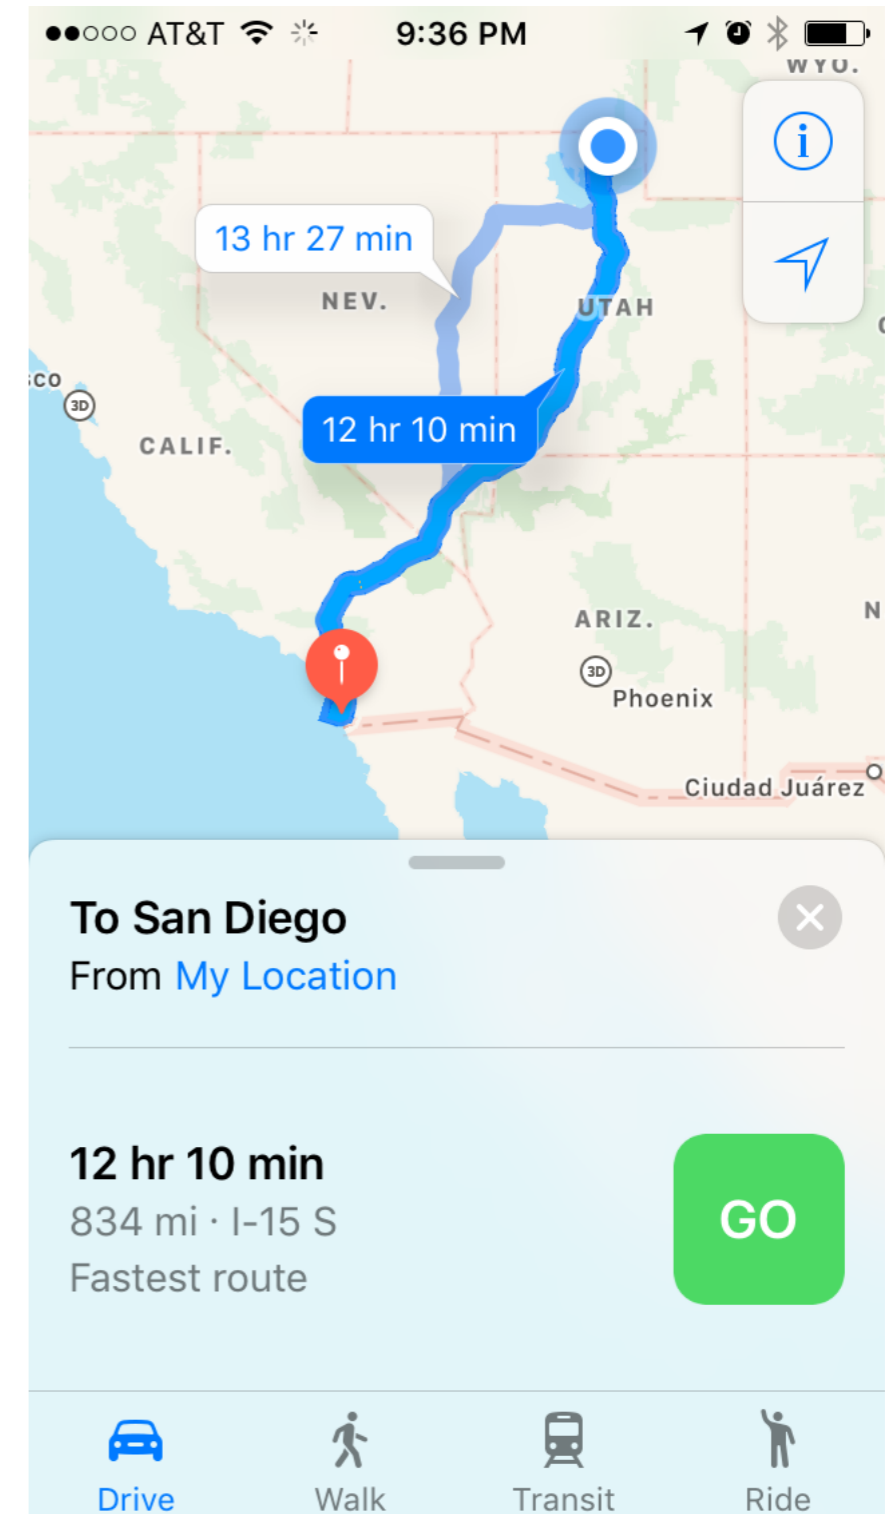 AT&T 9:36 PM
WYO.
13 hr 27 min
NEV.
UTAH
12 hr 10 min
3D
CALIF.
ARIZ.
3D
Phoenix
Ciudad Juárez
To San Diego
From My Location
12 hr 10 min
834 mi · I-15 S
Fastest route
GO
Drive Walk Transit Ride